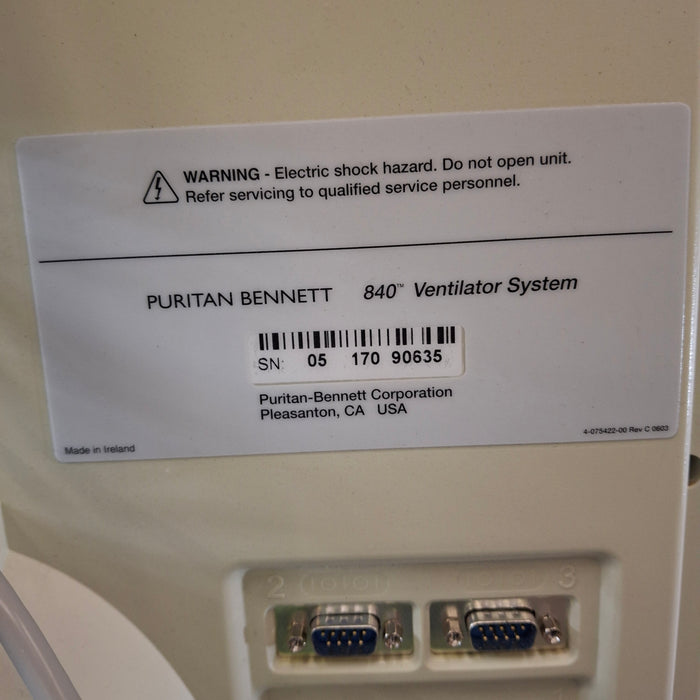 WARNING - Electric shock hazard. Do not open unit.
Refer servicing to qualified service personnel.
PURITAN BENNETT 840™ Ventilator System
SN: 05 170 90635
Puritan-Bennett Corporation
Pleasanton, CA USA
Made in Ireland
4-075422-00 Rev C 0603
2 IOIOI IOIOI 3